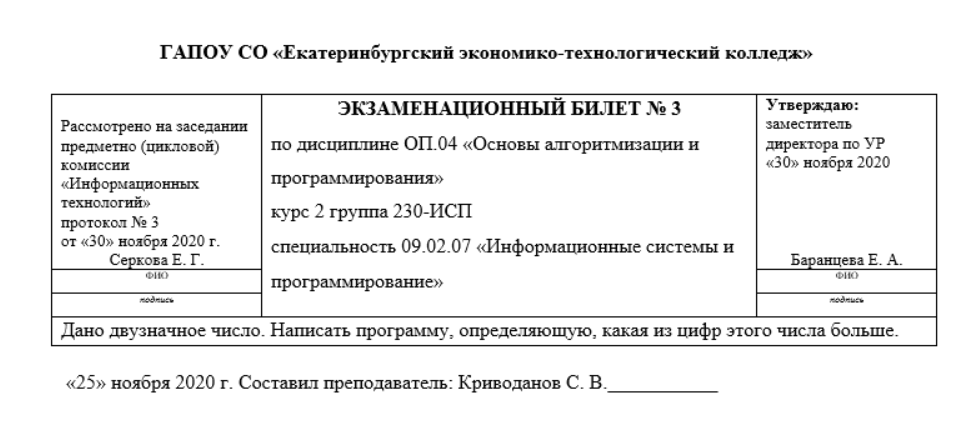 ГАПОУ СО «Екатеринбургский экономико-технологический колледж»
Рассмотрено на заседании
предметно (цикловой)
комиссии
«Информационных
технологий»
протокол № 3
от «30» ноября 2020 г.
Серкова Е. Г.
ФИО
подпись
ЭКЗАМЕНАЦИОННЫЙ БИЛЕТ № 3
по дисциплине ОП.04 «Основы алгоритмизации и
программирования»
курс 2 группа 230-ИСП
специальность 09.02.07 «Информационные системы и
программирование»
Утверждаю:
заместитель
директора по УР
«30» ноября 2020
Баранцева Е. А.
ФИО
подпись
Дано двузначное число. Написать программу, определяющую, какая из цифр этого числа больше.
«25» ноября 2020 г. Составил преподаватель: Криводанов С. В.___________